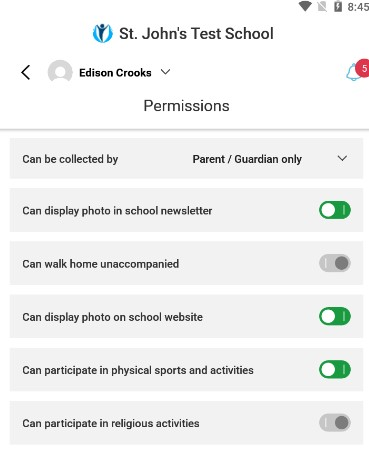 8:45
St. John's Test School
Edison Crooks
5
Permissions
Can be collected by Parent / Guardian only
Can display photo in school newsletter
Can walk home unaccompanied
Can display photo on school website
Can participate in physical sports and activities
Can participate in religious activities